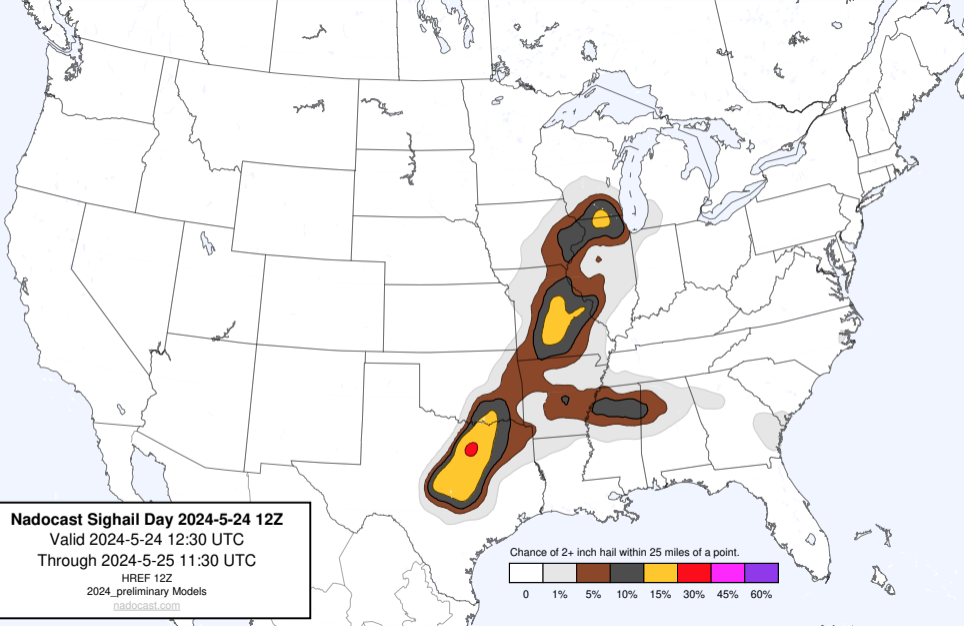 Nadocast Sighail Day 2024-5-24 12Z
Valid 2024-5-24 12:30 UTC
Through 2024-5-25 11:30 UTC
HREF 12Z
2024_preliminary Models
nadocast.com
Chance of 2+ inch hail within 25 miles of a point.
0 1% 5% 10% 15% 30% 45% 60%